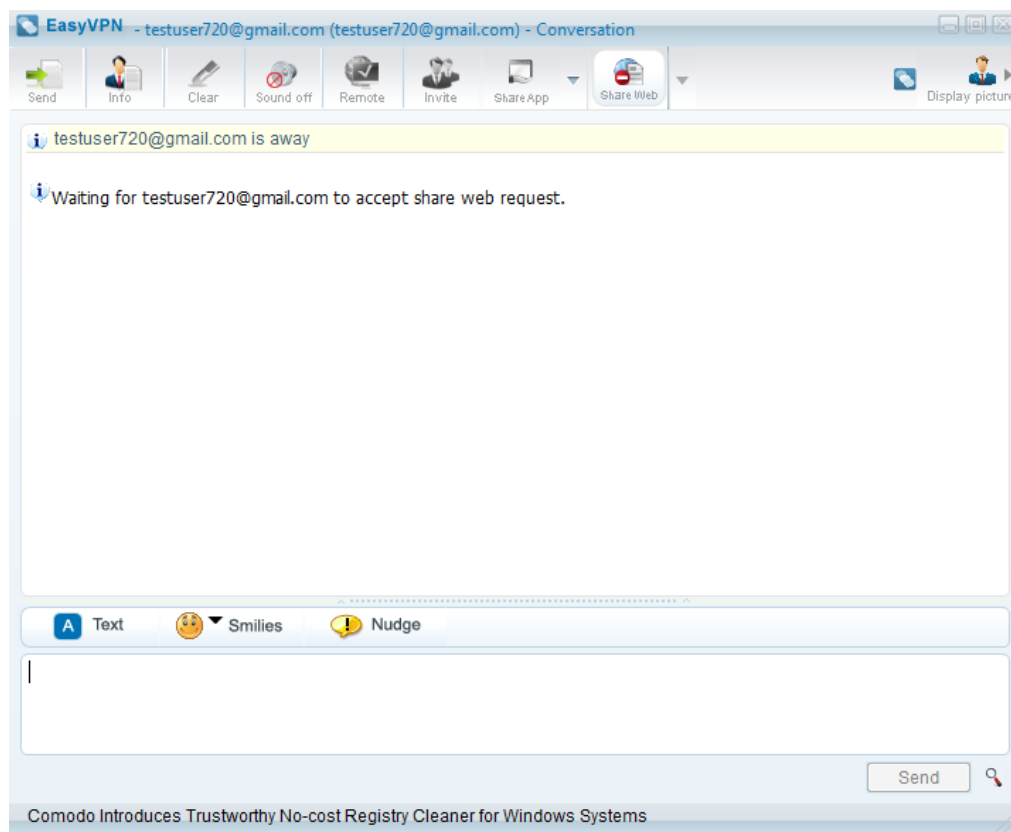 EasyVPN - testuser720@gmail.com (testuser720@gmail.com) - Conversation
Send Info Clear Sound off Remote Invite Share App Share Web Display picture
testuser720@gmail.com is away
Waiting for testuser720@gmail.com to accept share web request.
A Text Smilies Nudge
Send
Comodo Introduces Trustworthy No-cost Registry Cleaner for Windows Systems